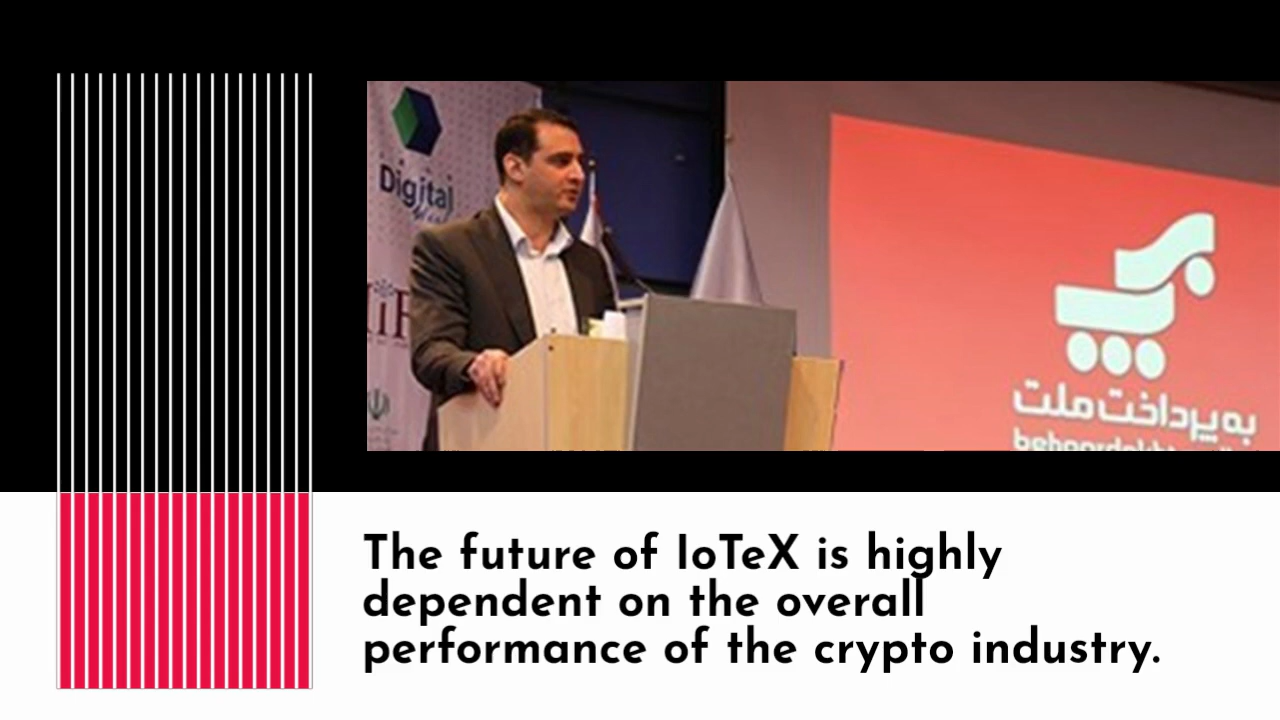 Digital
به پرداخت ملت
The future of IoTeX is highly
dependent on the overall
performance of the crypto industry.